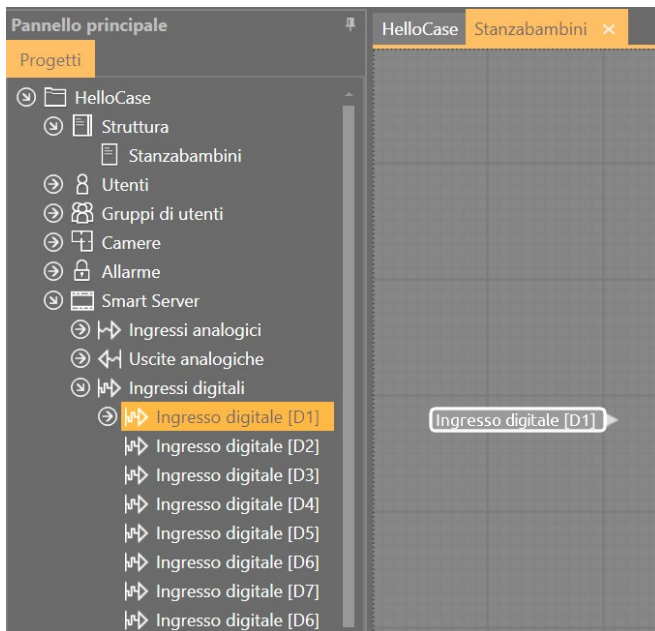 Pannello principale
Progetti
HelloCase
Struttura
Stanzabambini
Utenti
Gruppi di utenti
Camere
Allarme
Smart Server
Ingressi analogici
Uscite analogiche
Ingressi digitali
Ingresso digitale [D1]
Ingresso digitale [D2]
Ingresso digitale [D3]
Ingresso digitale [D4]
Ingresso digitale [D5]
Ingresso digitale [D6]
Ingresso digitale [D7]
Ingresso digitale [D6]
HelloCase Stanzabambini
Ingresso digitale [D1]